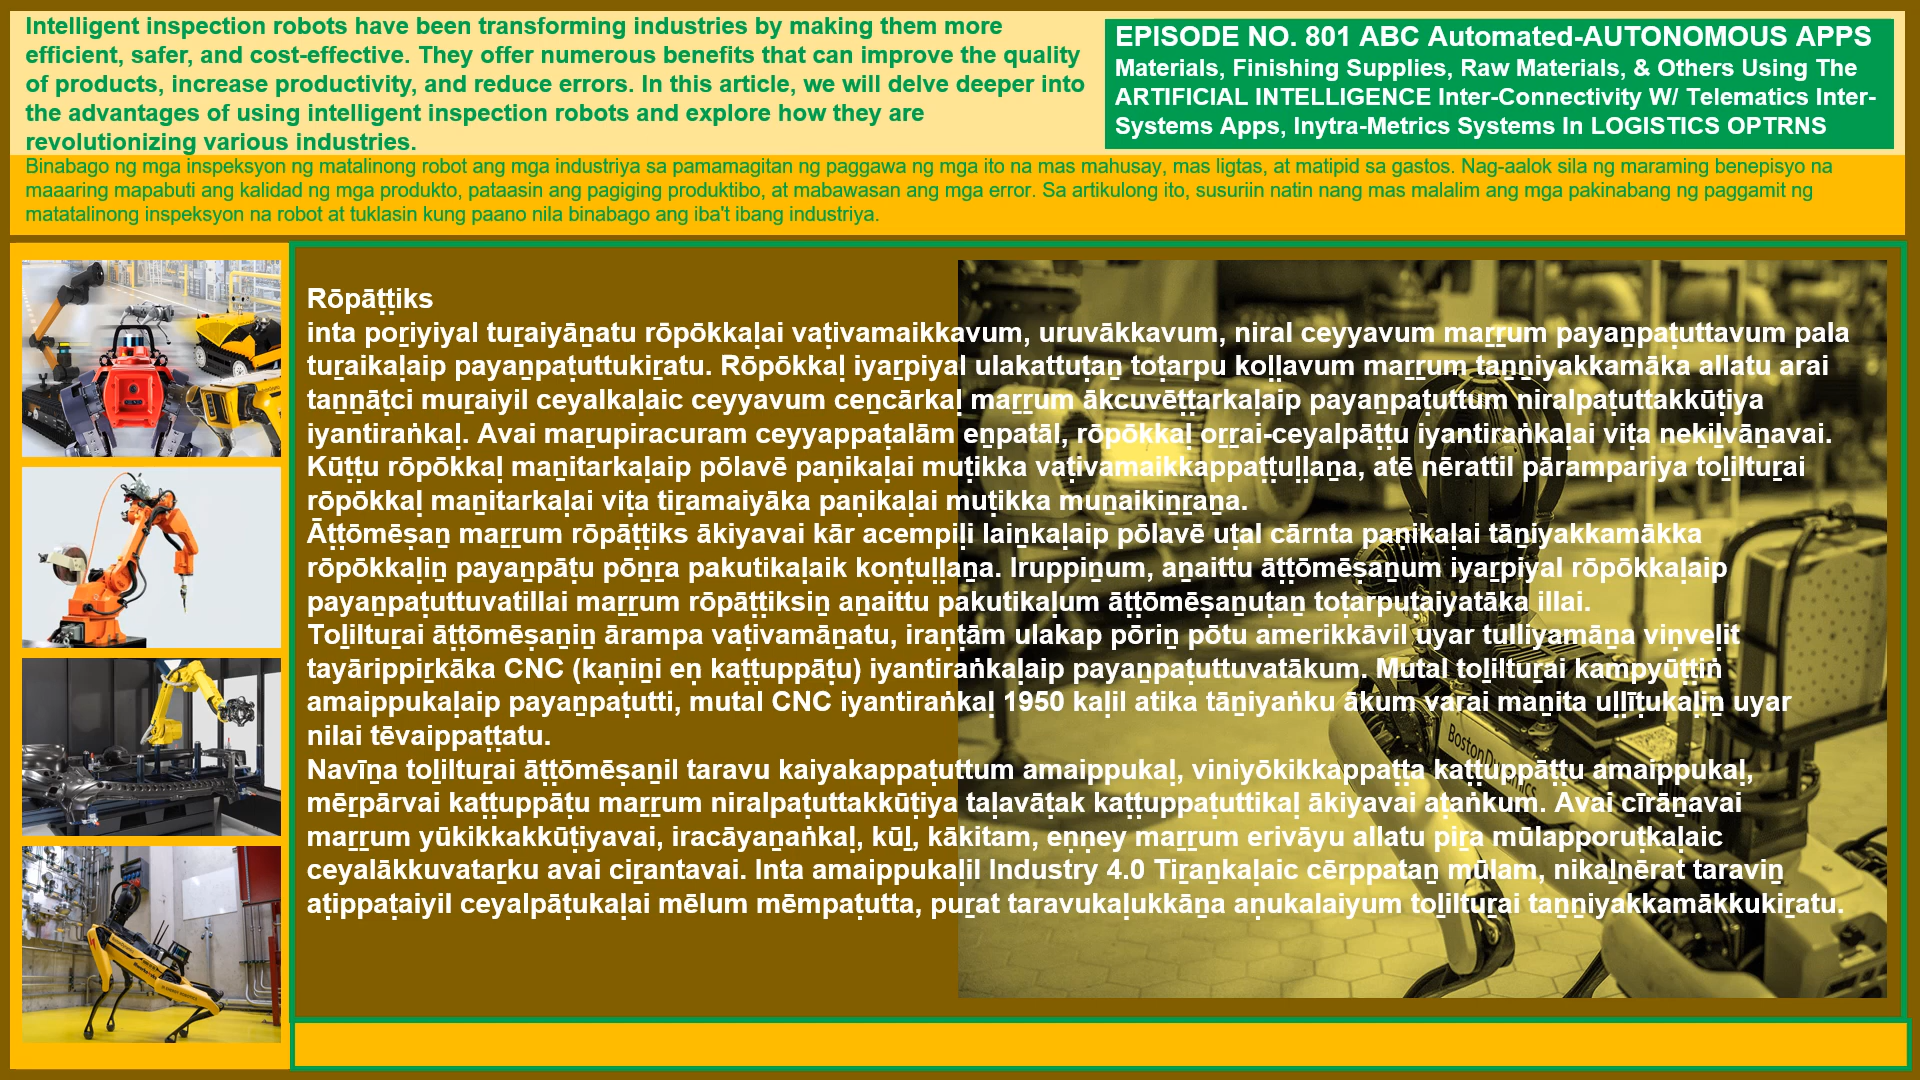 Intelligent inspection robots have been transforming industries by making them more
efficient, safer, and cost-effective. They offer numerous benefits that can improve the quality
of products, increase productivity, and reduce errors. In this article, we will delve deeper into
the advantages of using intelligent inspection robots and explore how they are
revolutionizing various industries.
EPISODE NO. 801 ABC Automated-AUTONOMOUS APPS
Materials, Finishing Supplies, Raw Materials, & Others Using The
ARTIFICIAL INTELLIGENCE Inter-Connectivity W/ Telematics Inter-
Systems Apps, Inytra-Metrics Systems In LOGISTICS OPTRNS
Binabago ng mga inspeksyon ng matalinong robot ang mga industriya sa pamamagitan ng paggawa ng mga ito na mas mahusay, mas ligtas, at matipid sa gastos. Nag-aalok sila ng maraming benepisyo na
maaaring mapabuti ang kalidad ng mga produkto, pataasin ang pagiging produktibo, at mabawasan ang mga error. Sa artikulong ito, susuriin natin nang mas malalim ang mga pakinabang ng paggamit ng
matatalinong inspeksyon na robot at tuklasin kung paano nila binabago ang iba't ibang industriya.
Rōpāṭṭiks
inta poṟiyiyal tuṟaiyāṉatu rōpōkkaḷai vaṭivamaikkavum, uruvākkavum, niral ceyyavum maṟṟum payaṉpaṭuttavum pala
tuṟaikaḷaip payaṉpaṭuttukiṟatu. Rōpōkkaḷ iyaṟpiyal ulakattuṭaṉ toṭarpu koḷḷavum maṟṟum taṉṉiyakkamāka allatu arai
taṉṉāṭci muṟaiyil ceyalkaḷaic ceyyavum ceṉcārkaḷ maṟṟum ākcuvēṭṭarkaḷaip payaṉpaṭuttum niralpaṭuttakkūṭiya
iyantiraṅkaḷ. Avai maṟupiracuram ceyyappaṭalām eṉpatāl, rōpōkkaḷ oṟṟai-ceyalpāṭṭu iyantiraṅkaḷai viṭa nekiḻvāṉavai.
Kūṭṭu rōpōkkaḷ maṉitarkaḷaip pōlavē paṇikaḷai muṭikka vaṭivamaikkappaṭṭuḷḷaṉa, atē nērattil pārampariya toḻiltuṟai
rōpōkkaḷ maṉitarkaḷai viṭa tiṟamaiyāka paṇikaḷai muṭikka muṉaikiṉṟaṉa.
Āṭṭōmēṣaṉ maṟṟum rōpāṭṭiks ākiyavai kār acempiḷi laiṉkaḷaip pōlavē uṭal cārnta paṇikaḷai tāṉiyakkamākka
rōpōkkaḷiṉ payaṉpāṭu pōṉṟa pakutikaḷaik koṇṭuḷḷaṉa. Iruppiṉum, aṉaittu āṭṭōmēṣaṉum iyaṟpiyal rōpōkkaḷaip
payaṉpaṭuttuvatillai maṟṟum rōpāṭṭiksiṉ aṉaittu pakutikaḷum āṭṭōmēṣaṉuṭaṉ toṭarpuṭaiyatāka illai.
Toḻiltuṟai āṭṭōmēṣaṉiṉ ārampa vaṭivamāṉatu, iraṇṭām ulakap pōriṉ pōtu amerikkāvil uyar tulliyamāṉa viṇveḷit
tayārippiṟkāka CNC (kaṇiṉi eṇ kaṭṭuppāṭu) iyantiraṅkaḷaip payaṉpaṭuttuvatākum. Mutal toḻiltuṟai kampyūṭṭiṅ
amaippukaḷaip payaṉpaṭutti, mutal CNC iyantiraṅkaḷ 1950 kaḷil atika tāṉiyaṅku ākum varai maṉita uḷḷīṭukaḷiṉ uyar
nilai tēvaippaṭṭatu.
Navīṉa toḻiltuṟai āṭṭōmēṣaṉil taravu kaiyakappaṭuttum amaippukaḷ, viniyōkikkappaṭṭa kaṭṭuppāṭṭu amaippukaḷ,
mēṟpārvai kaṭṭuppāṭu maṟṟum niralpaṭuttakkūṭiya taḷavāṭak kaṭṭuppaṭuttikaḷ ākiyavai aṭaṅkum. Avai cīrāṉavai
maṟṟum yūkikkakkūṭiyavai, iracāyaṉaṅkaḷ, kūḻ, kākitam, eṇṇey maṟṟum erivāyu allatu piṟa mūlapporuṭkaḷaic
ceyalākkuvataṟku avai ciṟantavai. Inta amaippukaḷil Industry 4.0 Tiṟaṉkaḷaic cērppataṉ mūlam, nikaḻnērat taraviṉ
aṭippaṭaiyil ceyalpāṭukaḷai mēlum mēmpaṭutta, puṟat taravukaḷukkāṉa aṇukalaiyum toḻiltuṟai taṉṉiyakkamākkukiṟatu.
BostonDynamics